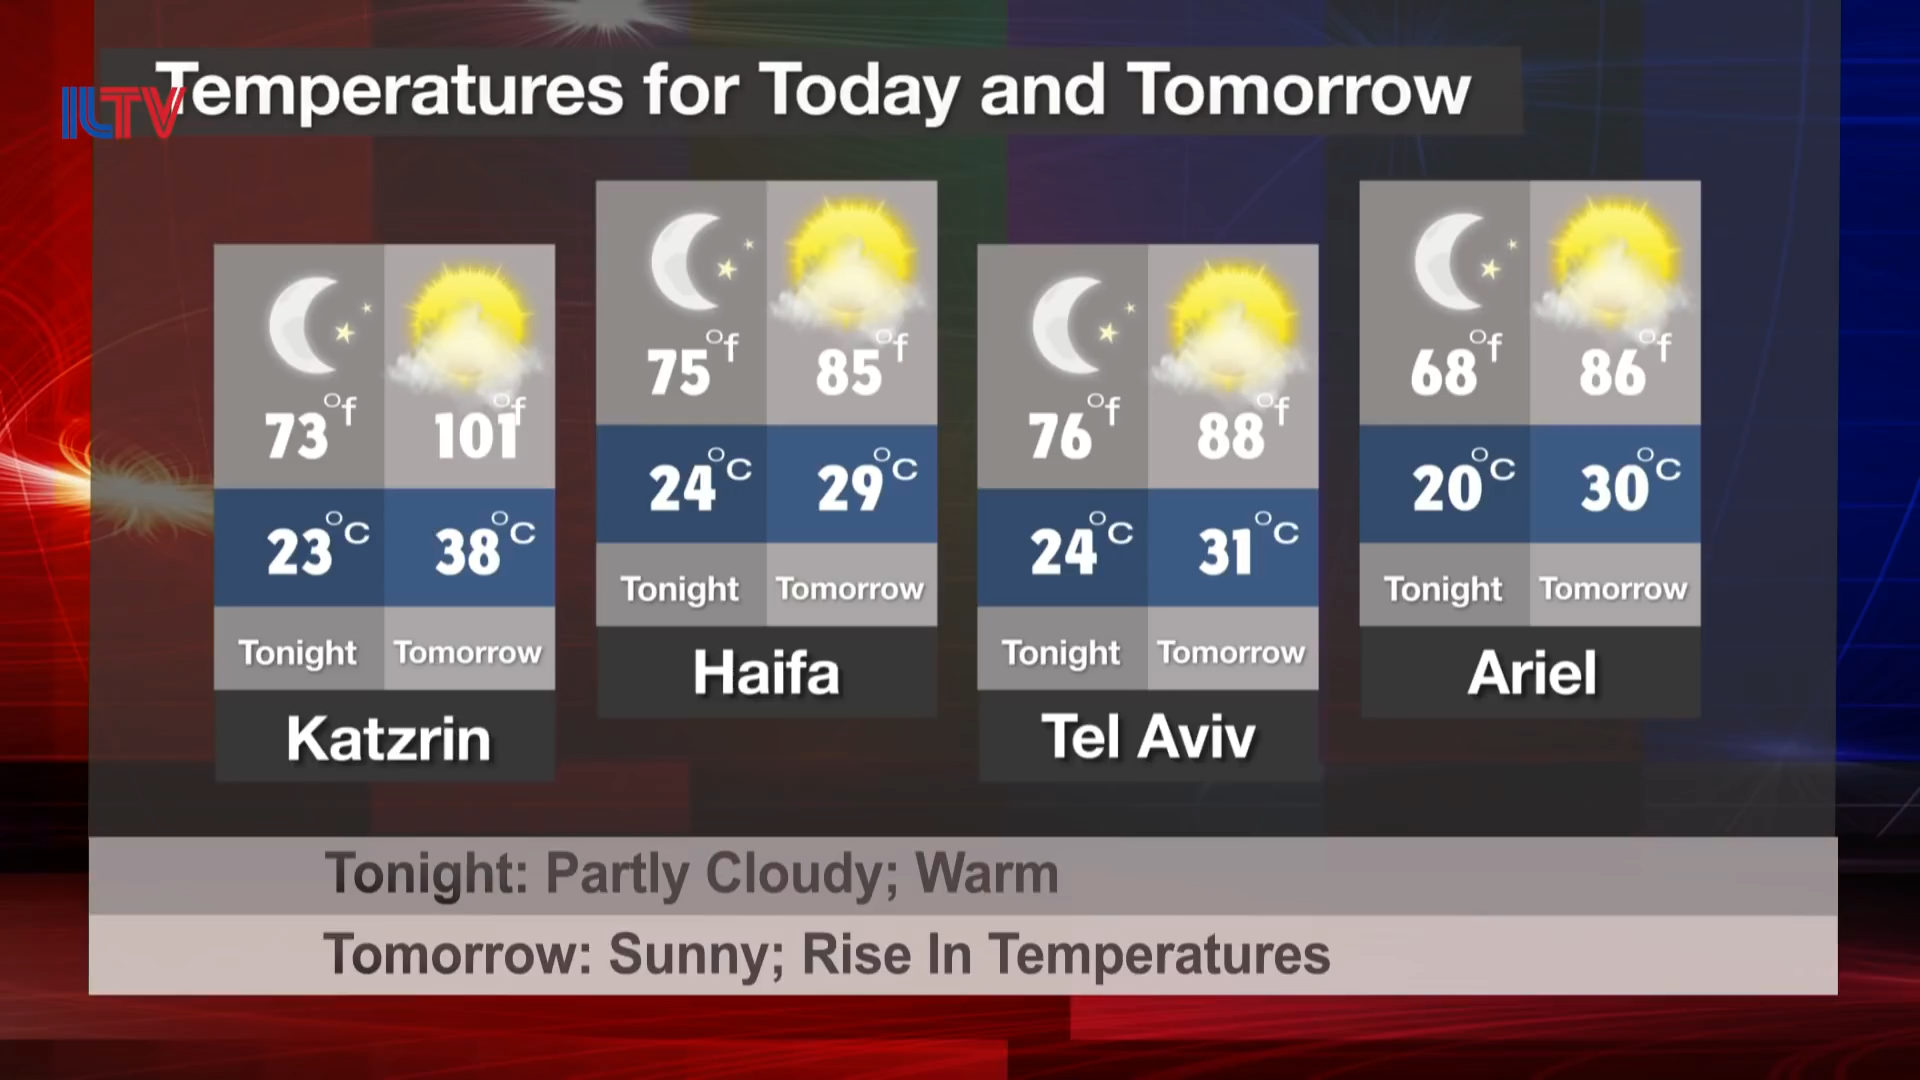 ILTV
Temperatures for Today and Tomorrow
73°f 101°f
23°C 38°C
Tonight Tomorrow
Katzrin
75°f 85°f
24°C 29°C
Tonight Tomorrow
Haifa
76°f 88°f
24°C 31°C
Tonight Tomorrow
Tel Aviv
68°f 86°f
20°C 30°C
Tonight Tomorrow
Ariel
Tonight: Partly Cloudy; Warm
Tomorrow: Sunny; Rise In Temperatures